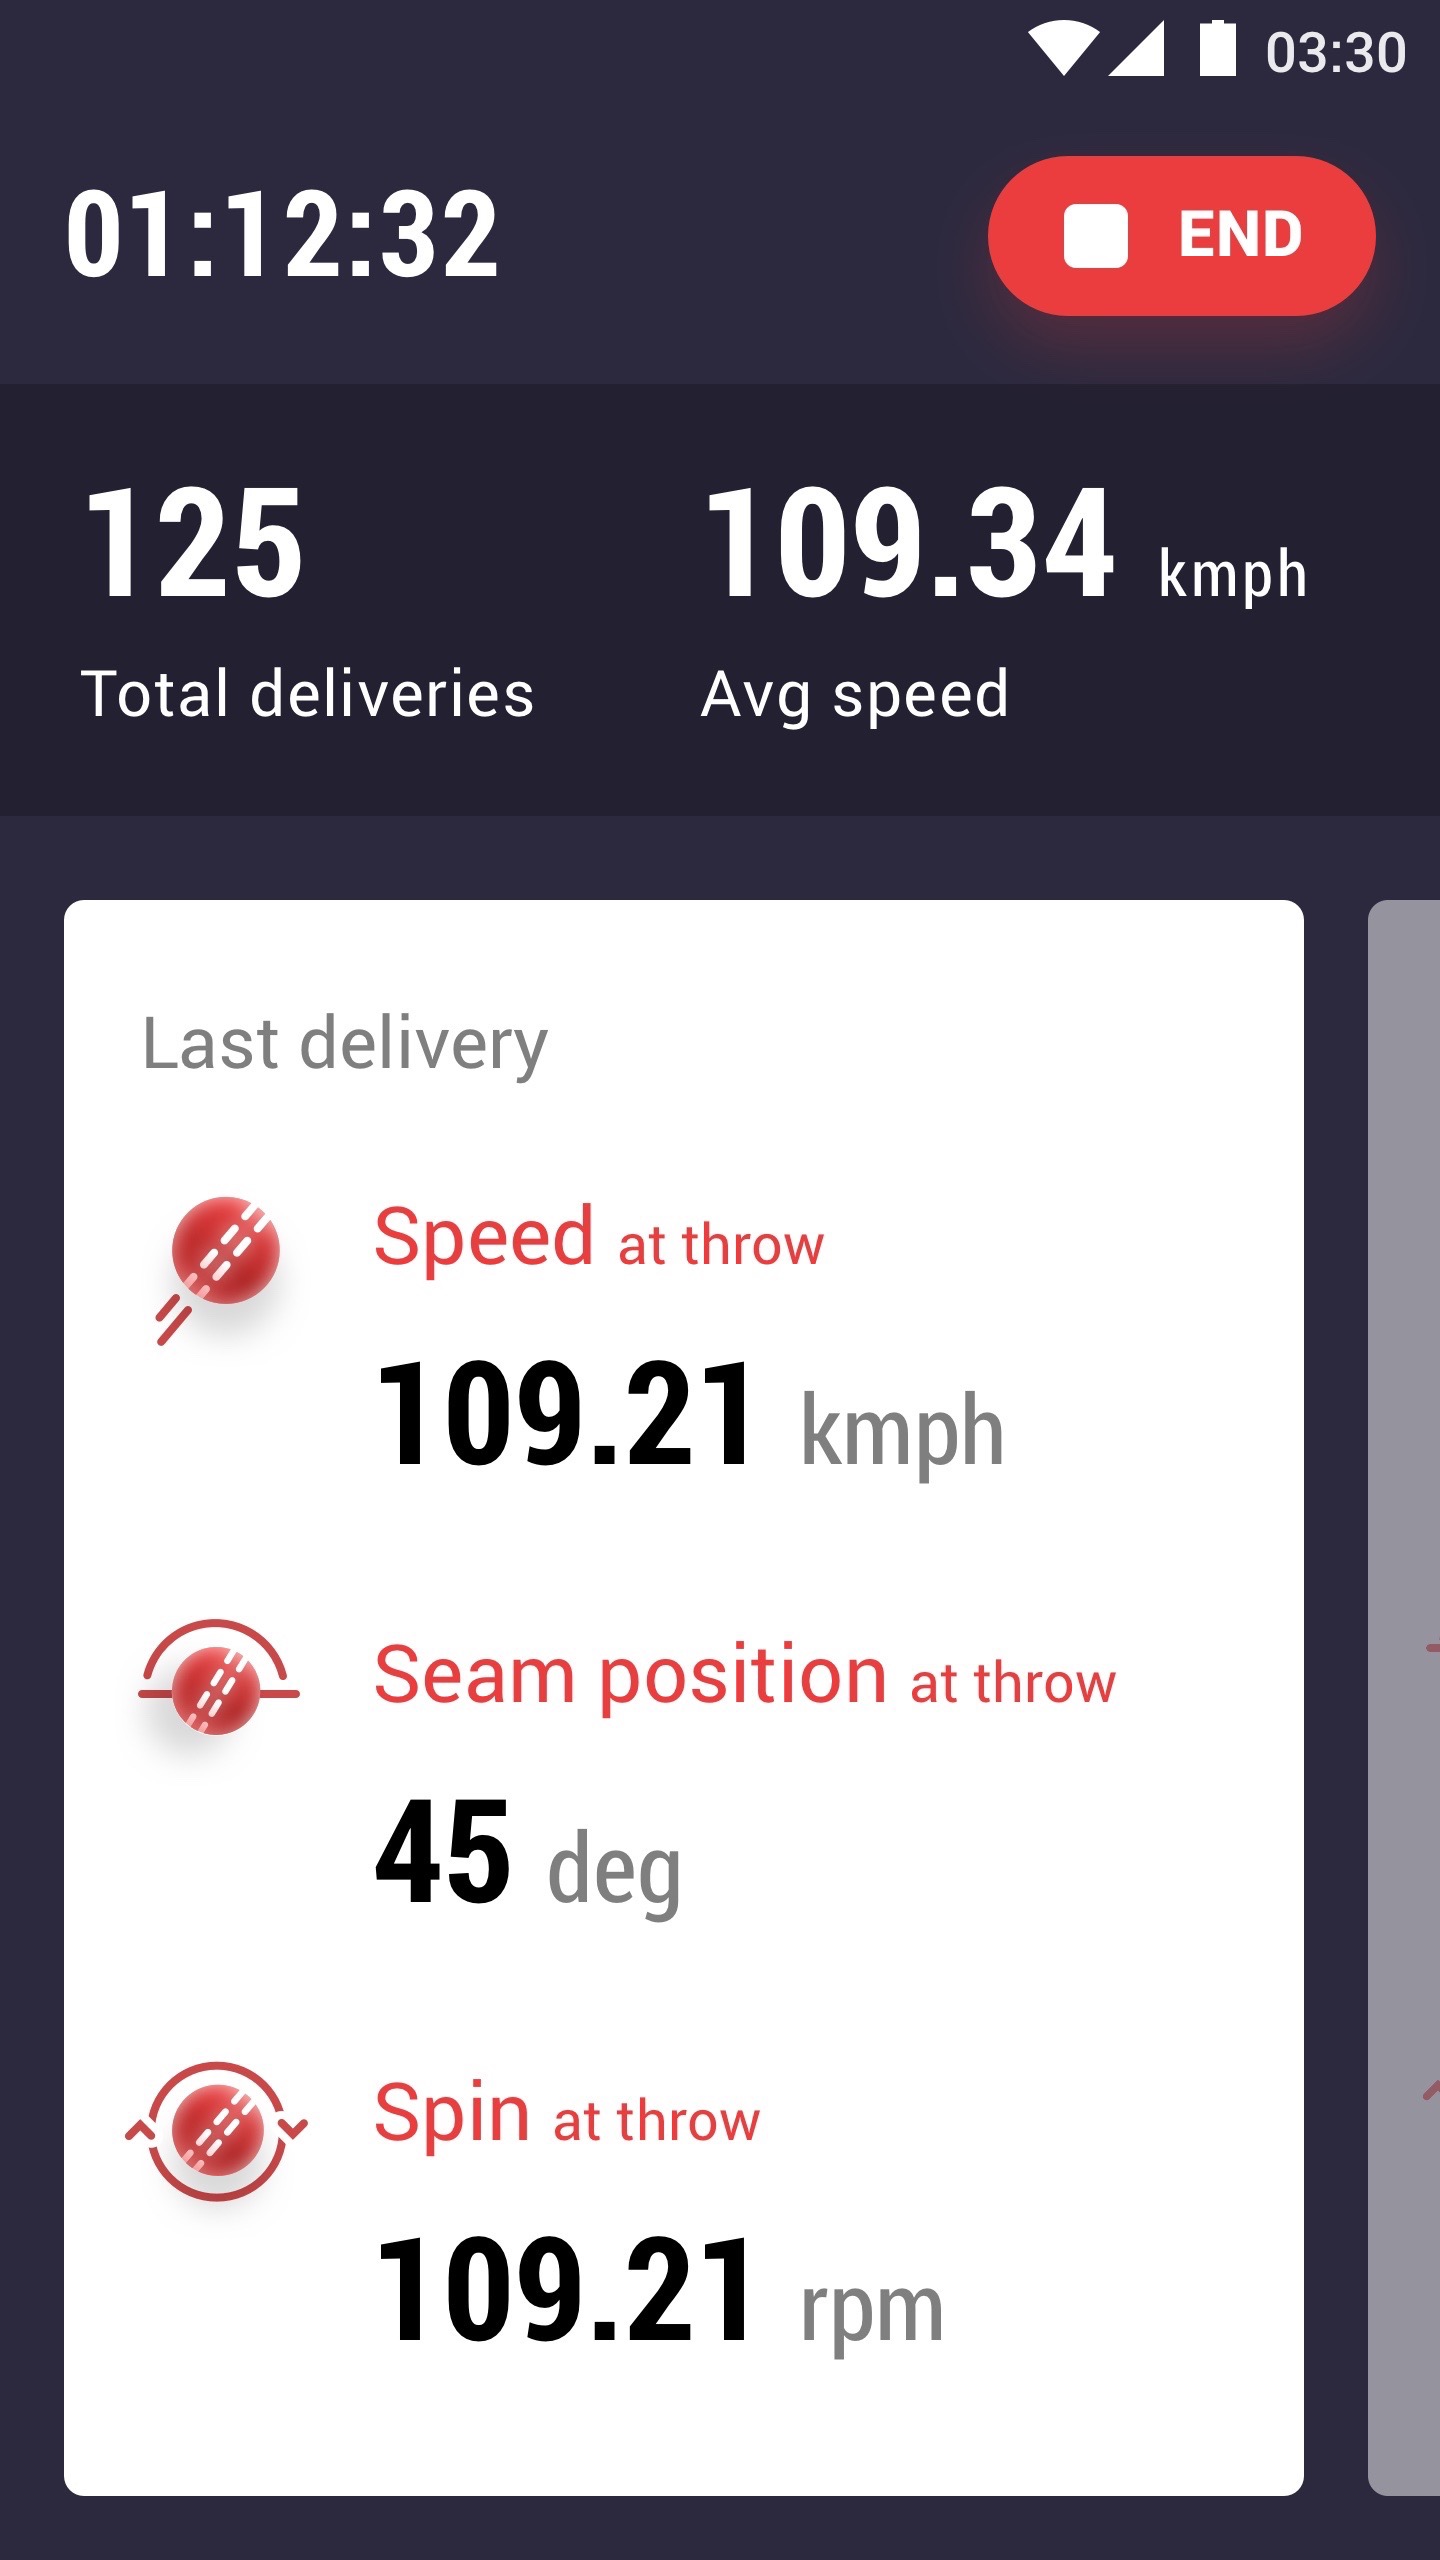 03:30
01:12:32
END
125
109.34 kmph
Total deliveries
Avg speed
Last delivery
Speed at throw
109.21 kmph
Seam position at throw
45 deg
Spin at throw
109.21 rpm